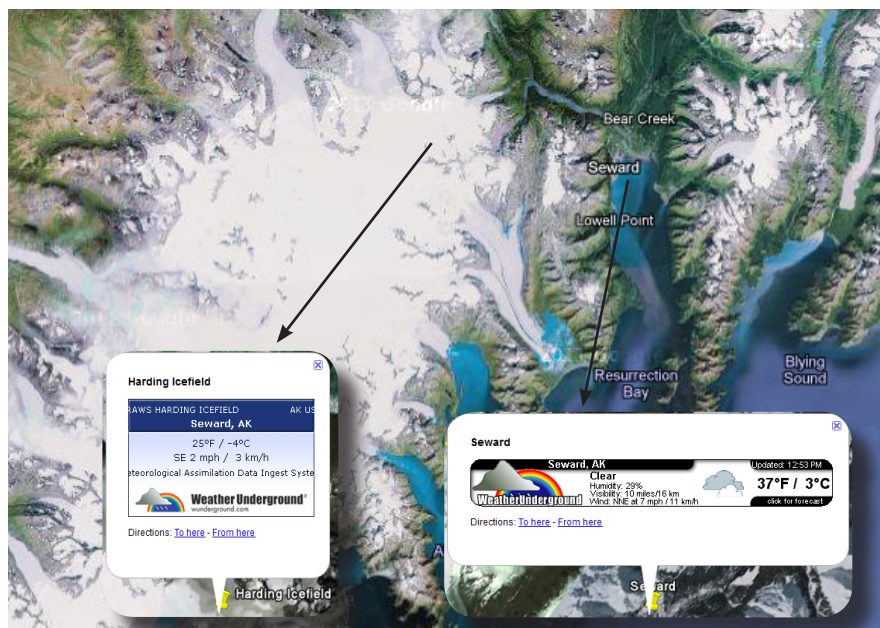 Bear Creek
Seward
Lowell Point
Resurrection
Bay
Blying
Sound
Harding Icefield
RAWS HARDING ICEFIELD AK US
Seward, AK
25°F / -4°C
SE 2 mph / 3 km/h
eteorological Assimilation Data Ingest Syste
Weather Underground®
wunderground.com
Directions: To here - From here
Harding Icefield
Seward
Seward, AK
Updated: 12:53 PM
Clear
Humidity: 29%
Visibility: 10 miles/16 km
Wind: NNE at 7 mph / 11 km/h
WeatherUnderground
37°F / 3°C
click for forecast
Directions: To here - From here
A
Seward